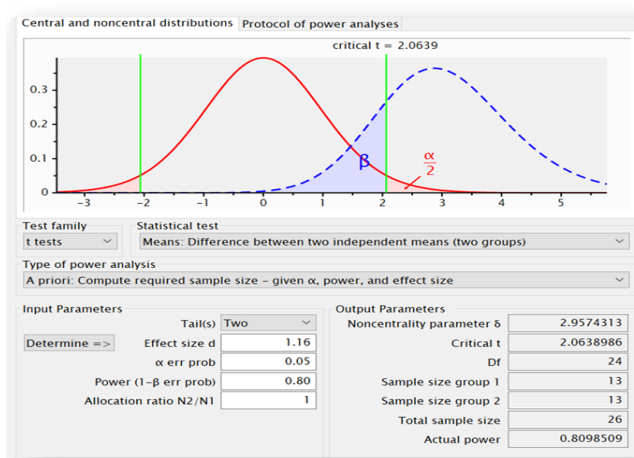 Central and noncentral distributions Protocol of power analyses
critical t = 2.0639
0.3
0.2
β α
2
0.1
0
-3 -2 -1 0 1 2 3 4 5
Test family Statistical test
t tests Means: Difference between two independent means (two groups)
Type of power analysis
A priori: Compute required sample size – given α, power, and effect size
Input Parameters Output Parameters
Tail(s) Two Noncentrality parameter δ 2.9574313
Determine => Effect size d 1.16 Critical t 2.0638986
α err prob 0.05 Df 24
Power (1-β err prob) 0.80 Sample size group 1 13
Allocation ratio N2/N1 1 Sample size group 2 13
Total sample size 26
Actual power 0.8098509